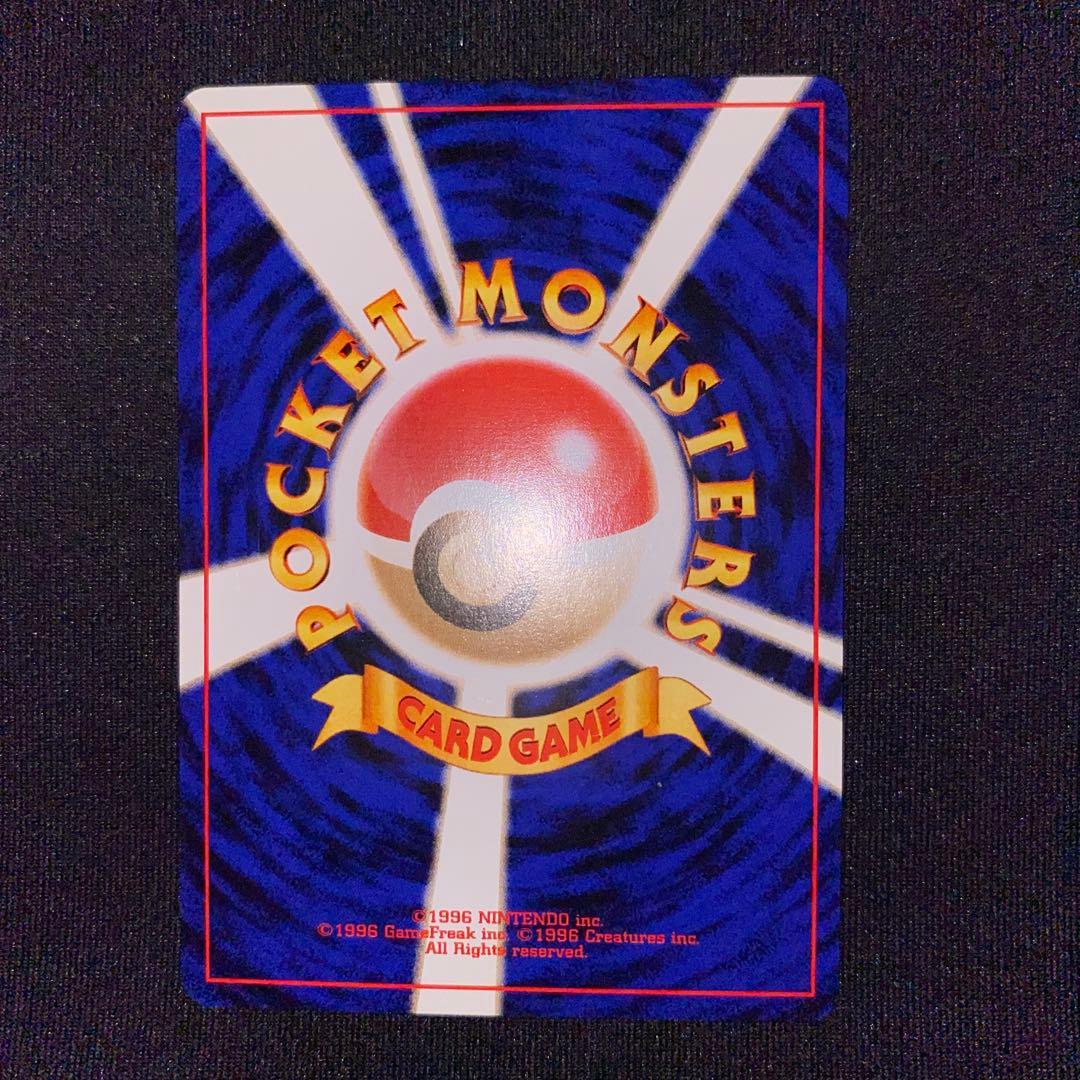 POCKET MONSTERS
CARD GAME
©1996 NINTENDO inc.
©1996 GameFreak inc. ©1996 Creatures inc.
All Rights reserved.